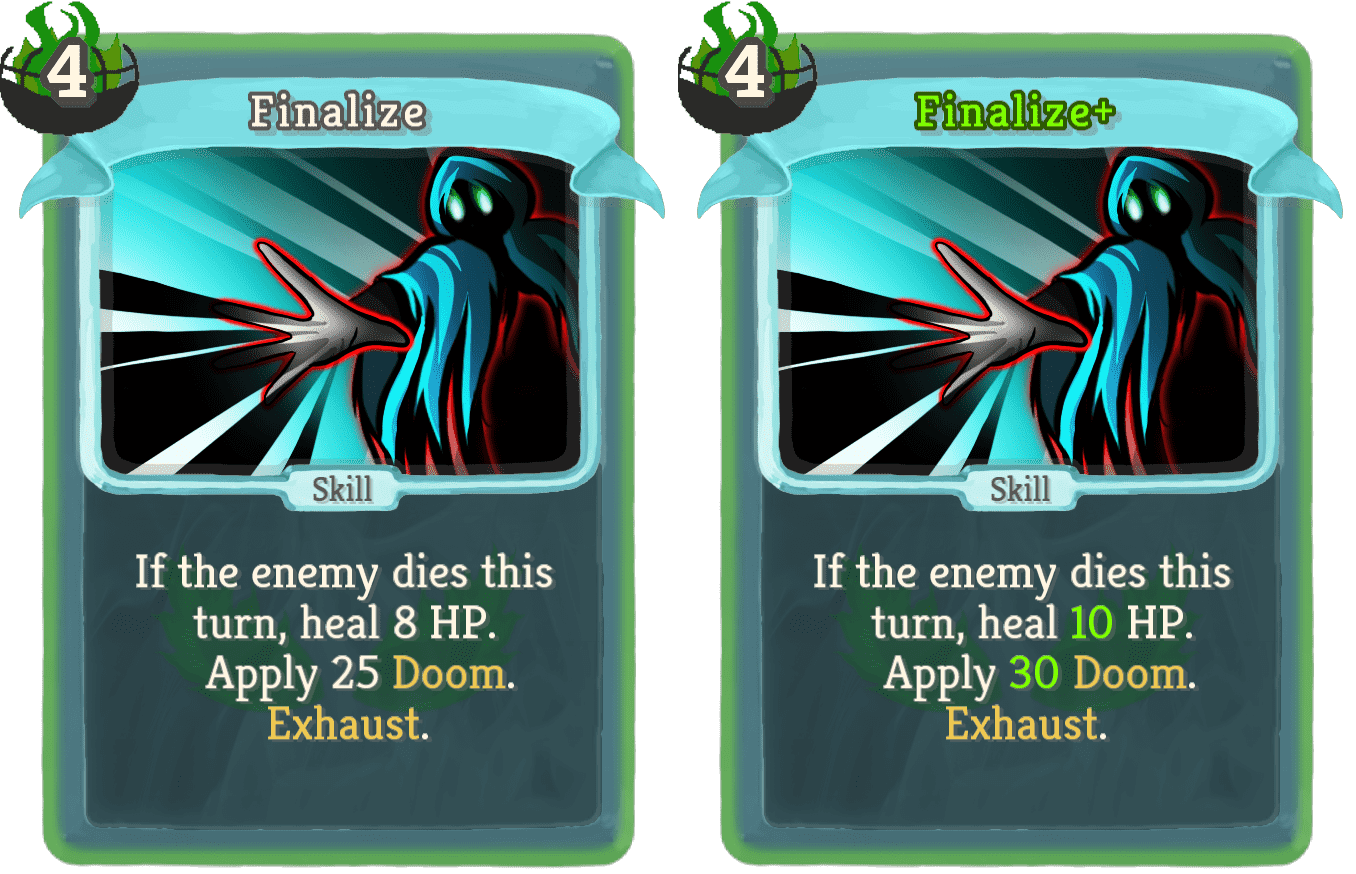 4
Finalize
Skill
If the enemy dies this
turn, heal 8 HP.
Apply 25 Doom.
Exhaust.
4
Finalize+
Skill
If the enemy dies this
turn, heal 10 HP.
Apply 30 Doom.
Exhaust.